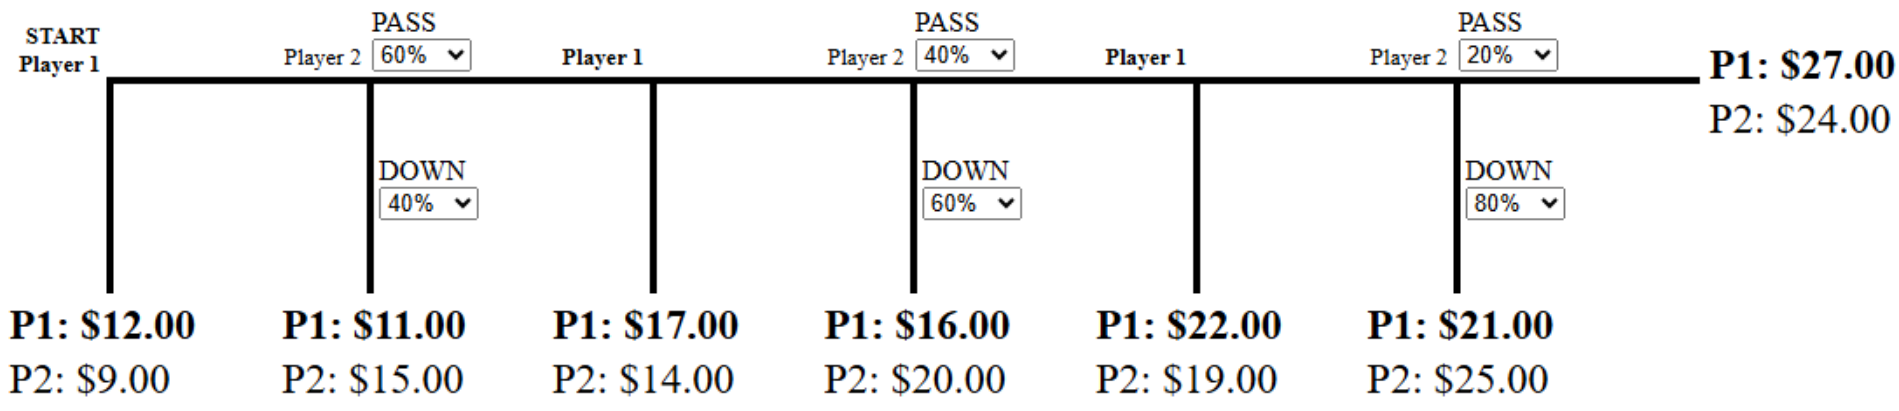 START
Player 1
PASS
Player 2 60%
Player 1
PASS
Player 2 40%
Player 1
PASS
Player 2 20%
P1: $27.00
P2: $24.00
DOWN
40%
DOWN
60%
DOWN
80%
P1: $12.00
P2: $9.00
P1: $11.00
P2: $15.00
P1: $17.00
P2: $14.00
P1: $16.00
P2: $20.00
P1: $22.00
P2: $19.00
P1: $21.00
P2: $25.00